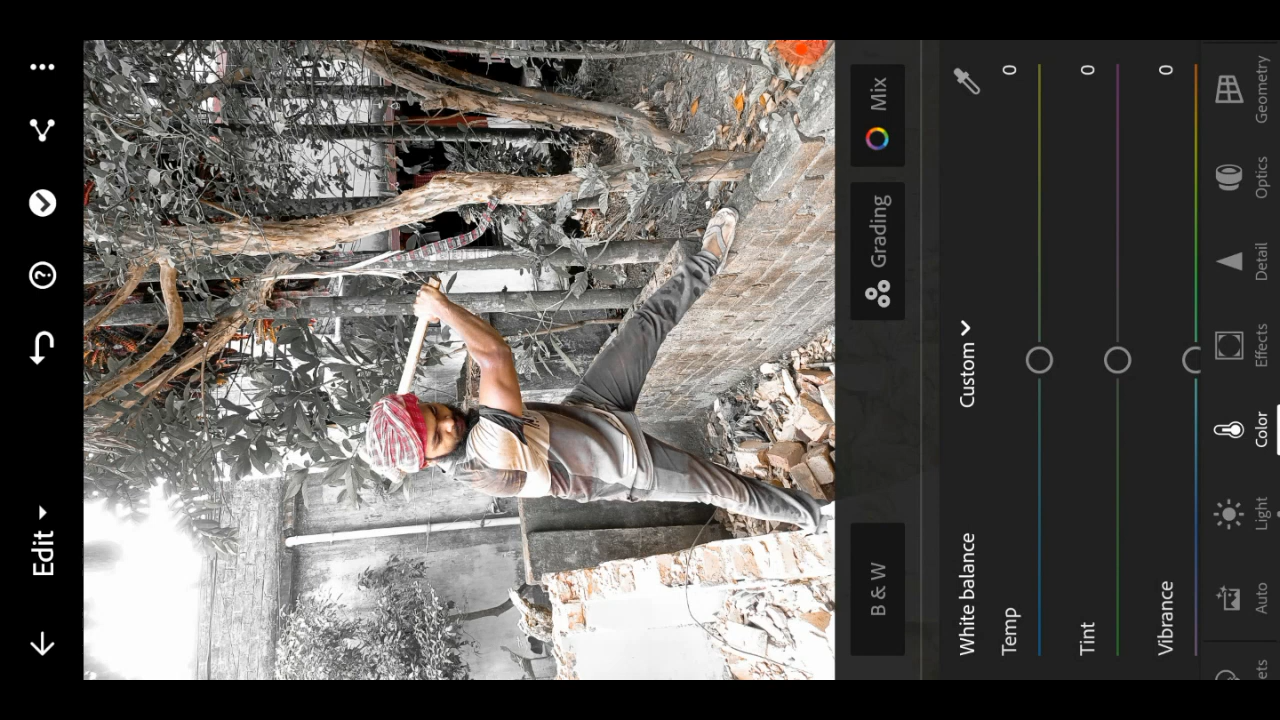 Edit
B & W
Grading
Mix
White balance
Custom
Temp
0
Tint
0
Vibrance
0
ets
Auto
Light
Color
Effects
Detail
Optics
Geometry